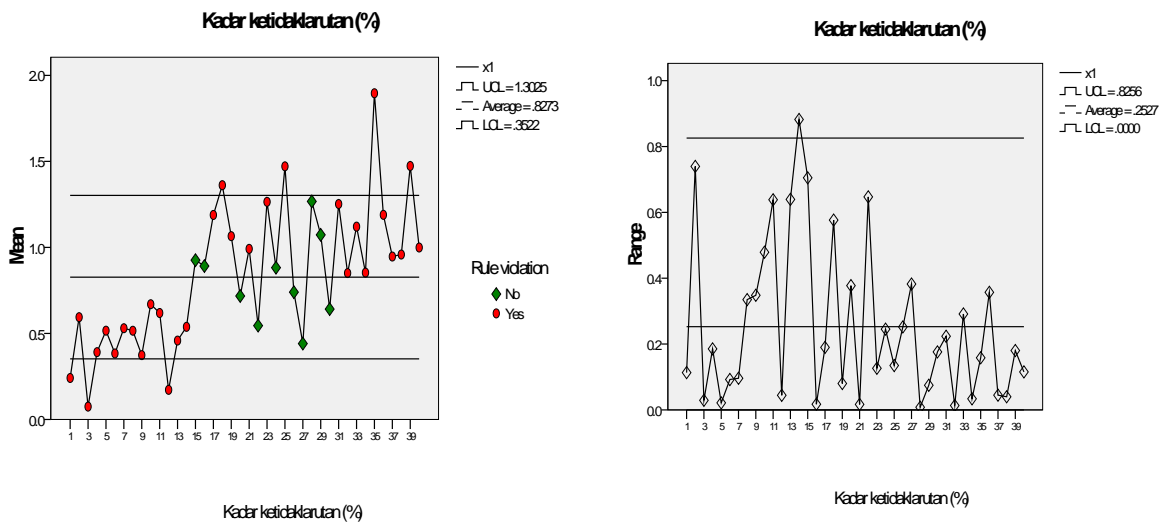 Kadar ketidaklarutan (%)
2.0
1.5
1.0
0.5
0.0
Mean
1 3 5 7 9 11 13 15 17 19 21 23 25 27 29 31 33 35 37 39
Kadar ketidaklarutan (%)
x1
UCL = 1.3025
Average = .8273
LCL = .3522
Rule violation
No
Yes
Kadar ketidaklarutan (%)
1.0
0.8
0.6
0.4
0.2
0.0
Range
1 3 5 7 9 11 13 15 17 19 21 23 25 27 29 31 33 35 37 39
Kadar ketidaklarutan (%)
x1
UCL = .8256
Average = .2527
LCL = .0000